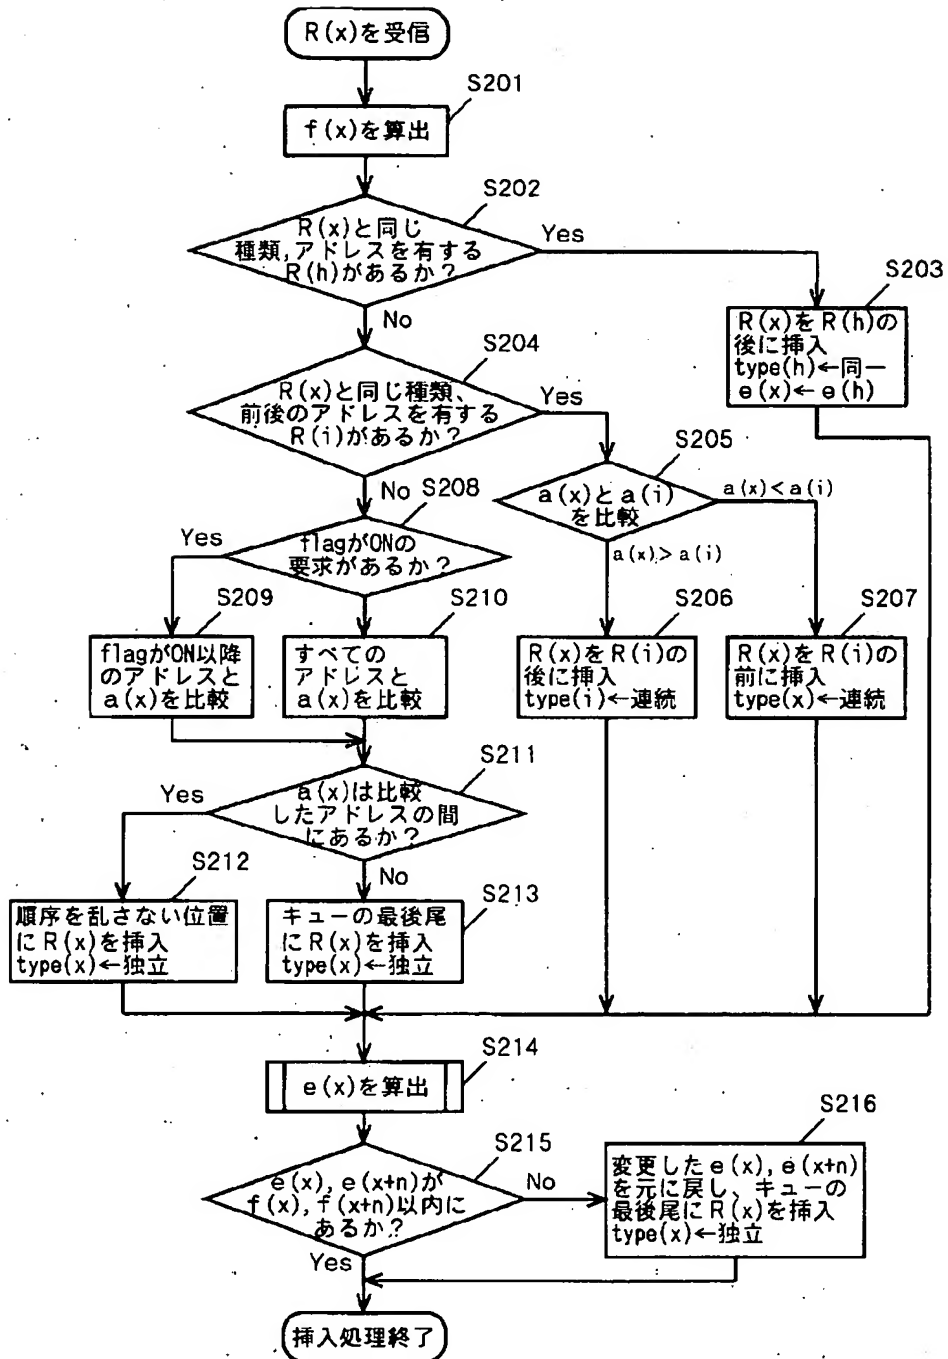 R(x)を受信
S201
f(x)を算出
S202
R(x)と同じ
種類,アドレスを有する
R(h)があるか?
Yes
No
S203
R(x)をR(h)の
後に挿入
type(h)←同一
e(x)←e(h)
S204
R(x)と同じ種類、
前後のアドレスを有する
R(i)があるか?
Yes
No
S205
a(x)とa(i)
を比較
a(x)<a(i)
a(x)>a(i)
S208
flagがONの
要求があるか?
Yes
S209
flagがON以降
のアドレスと
a(x)を比較
S210
すべての
アドレスと
a(x)を比較
S206
R(x)をR(i)の
後に挿入
type(i)←連続
S207
R(x)をR(i)の
前に挿入
type(x)←連続
S211
a(x)は比較
したアドレスの間
にあるか?
Yes
No
S212
順序を乱さない位置
にR(x)を挿入
type(x)←独立
S213
キューの最後尾
にR(x)を挿入
type(x)←独立
S214
e(x)を算出
S215
e(x),e(x+n)が
f(x),f(x+n)以内に
あるか?
No
Yes
S216
変更したe(x),e(x+n)
を元に戻し、キューの
最後尾にR(x)を挿入
type(x)←独立
挿入処理終了